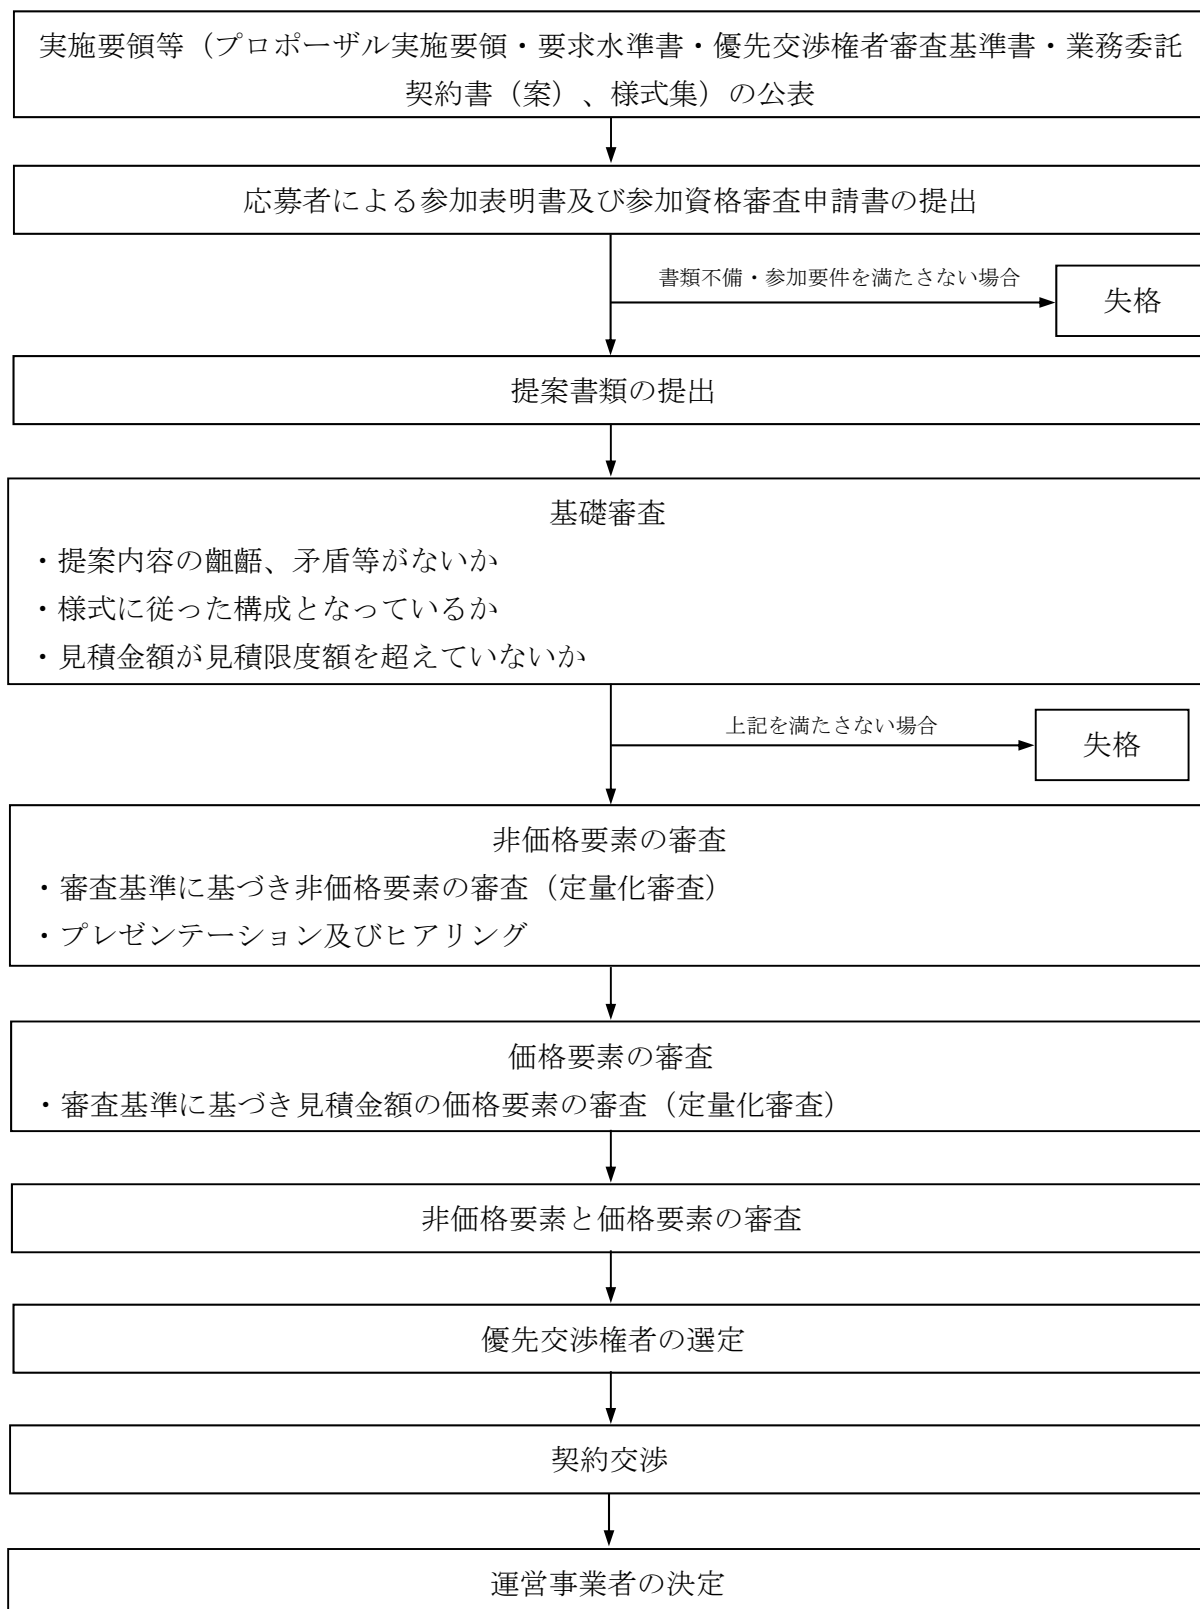 実施要領等（プロポーザル実施要領・要求水準書・優先交渉権者審査基準書・業務委託
契約書（案）、様式集）の公表
応募者による参加表明書及び参加資格審査申請書の提出
書類不備・参加要件を満たさない場合
失格
提案書類の提出
基礎審査
・提案内容の齟齬、矛盾等がないか
・様式に従った構成となっているか
・見積金額が見積限度額を超えていないか
上記を満たさない場合
失格
非価格要素の審査
・審査基準に基づき非価格要素の審査（定量化審査）
・プレゼンテーション及びヒアリング
価格要素の審査
・審査基準に基づき見積金額の価格要素の審査（定量化審査）
非価格要素と価格要素の審査
優先交渉権者の選定
契約交渉
運営事業者の決定